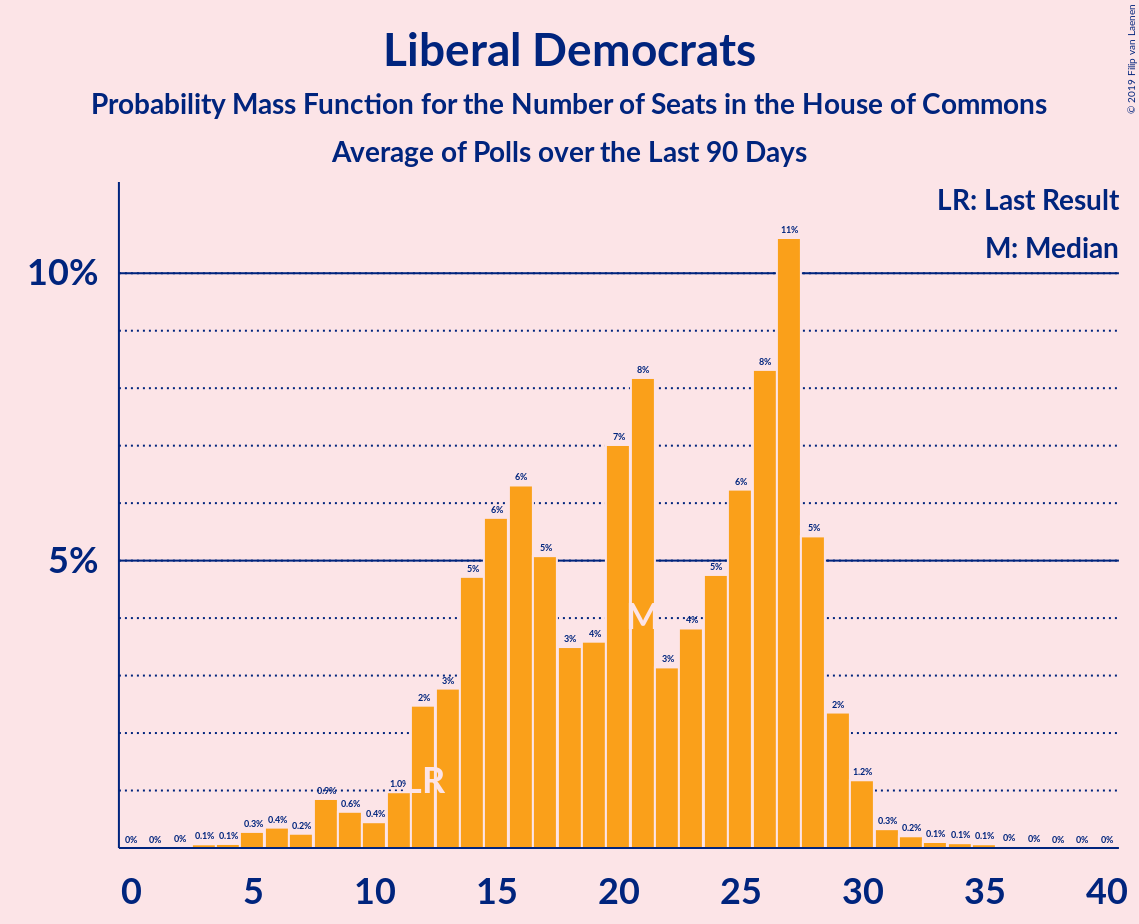 Liberal Democrats
Probability Mass Function for the Number of Seats in the House of Commons
Average of Polls over the Last 90 Days
© 2019 Filip van Laenen
LR: Last Result
M: Median
10%
5%
0% 0% 0% 0.1% 0.1% 0.3% 0.4% 0.2% 0.9% 0.6% 0.4% 1.0% 2% 3% 5% 6% 6% 5% 3% 4% 7% 8% 3% 4% 5% 6% 8% 11% 5% 2% 1.2% 0.3% 0.2% 0.1% 0.1% 0.1% 0% 0% 0% 0% 0%
LR
M
0 5 10 15 20 25 30 35 40